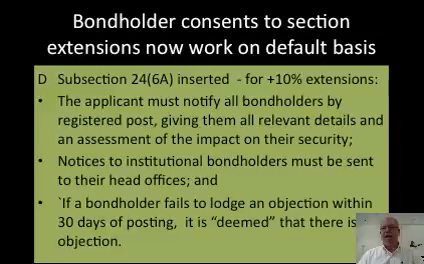 Bondholder consents to section
extensions now work on default basis
D Subsection 24(6A) inserted - for +10% extensions:
• The applicant must notify all bondholders by
registered post, giving them all relevant details and
an assessment of the impact on their security;
• Notices to institutional bondholders must be sent
to their head offices; and
• `If a bondholder fails to lodge an objection within
30 days of posting, it is "deemed" that there is
objection.